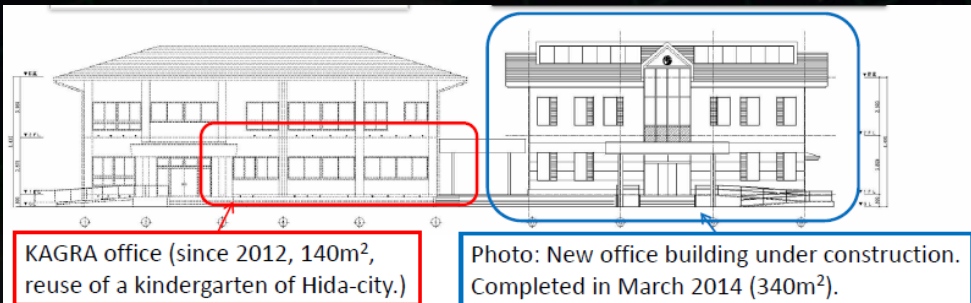 KAGRA office (since 2012, 140m²,
reuse of a kindergarten of Hida-city.)
Photo: New office building under construction.
Completed in March 2014 (340m²).